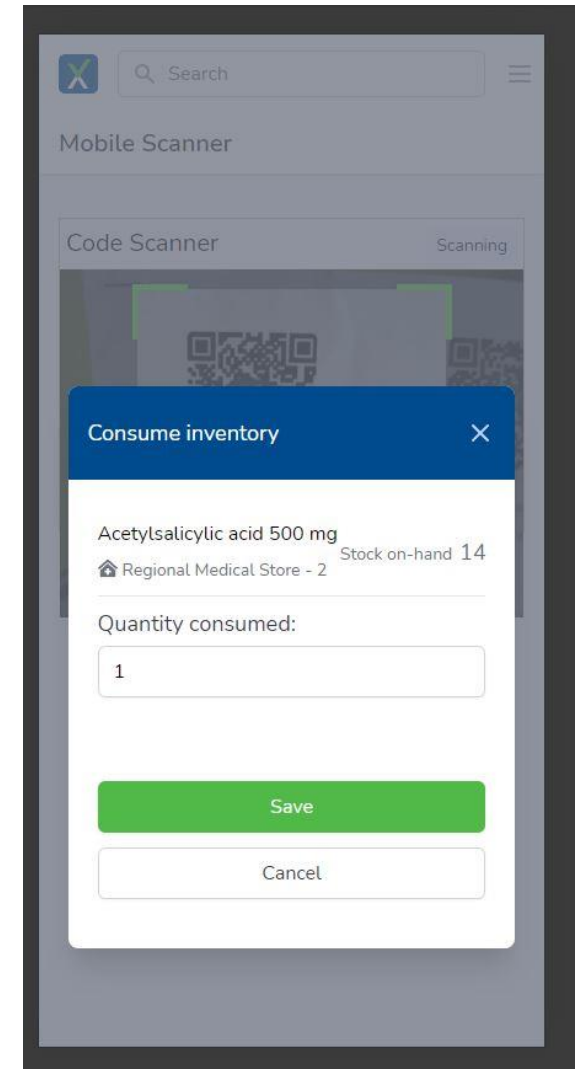 Search
Mobile Scanner
Code Scanner
Scanning
Consume inventory
Acetylsalicylic acid 500 mg
Regional Medical Store - 2
Stock on-hand 14
Quantity consumed:
1
Save
Cancel